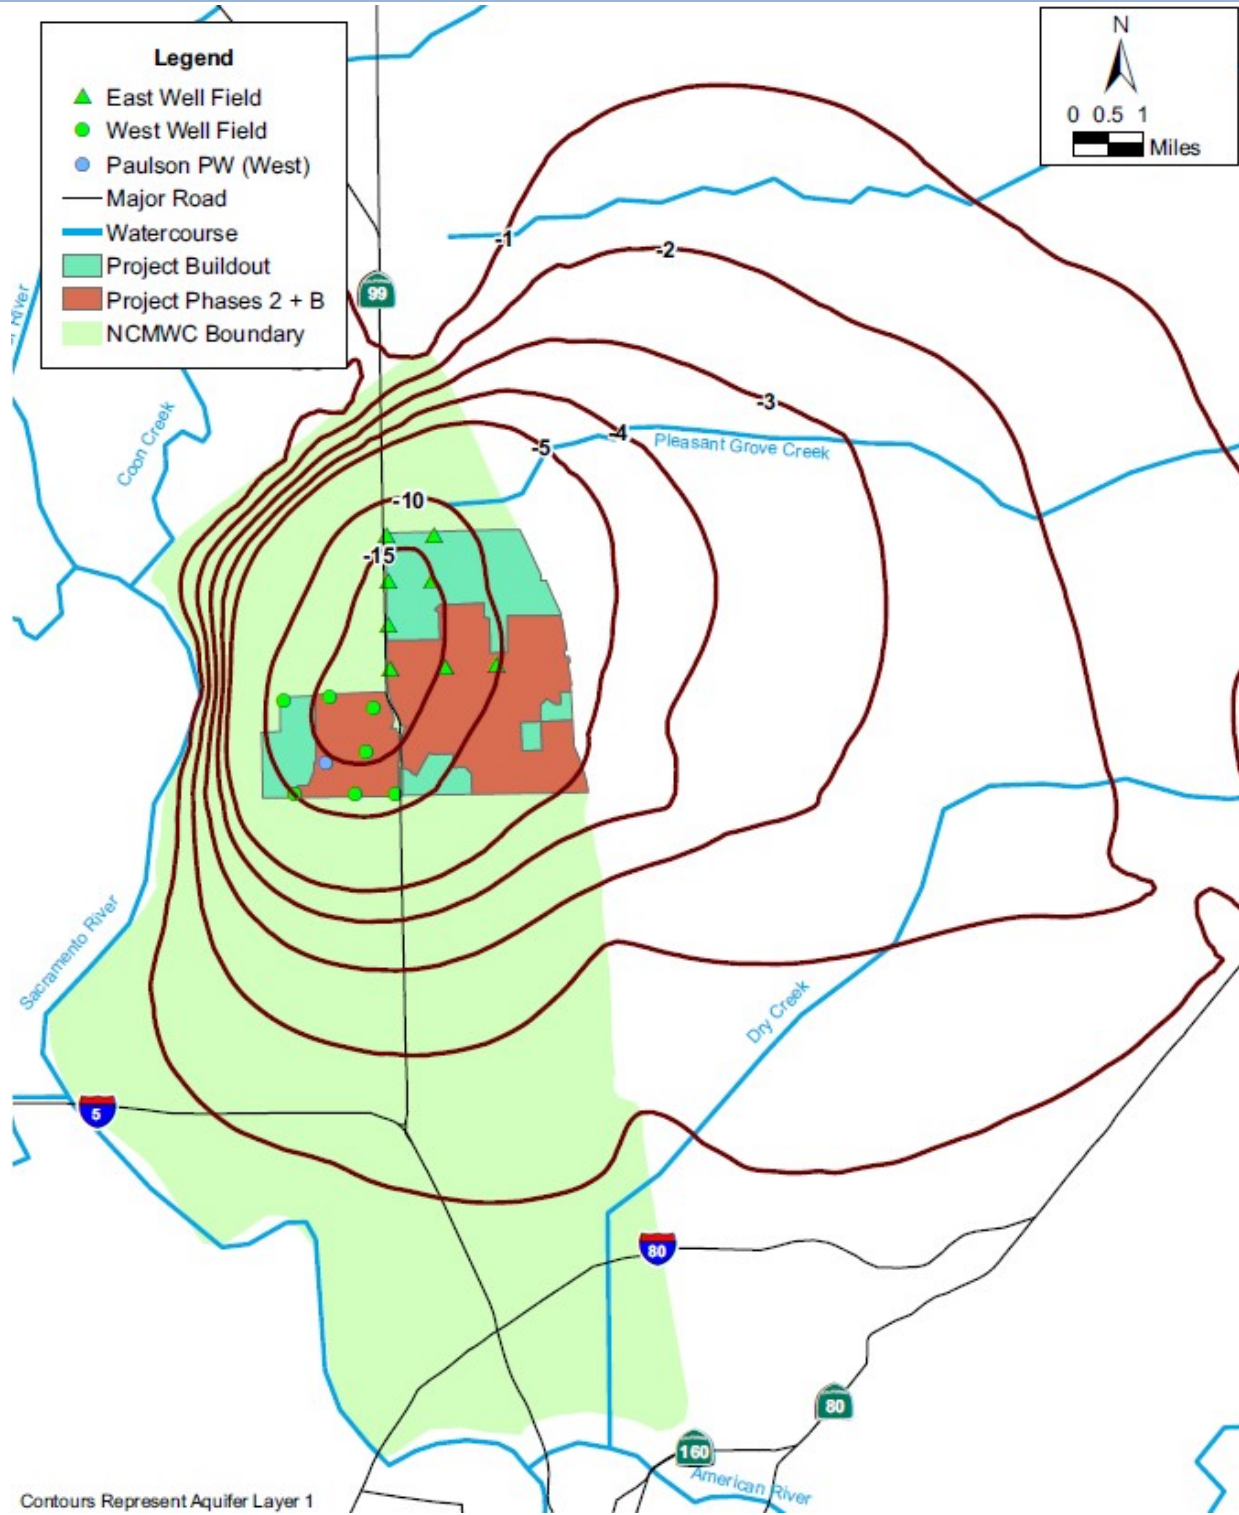 Legend
East Well Field
West Well Field
Paulson PW (West)
Major Road
Watercourse
Project Buildout
Project Phases 2 + B
NCMWC Boundary
N
0 0.5 1
Miles
-1
-2
99
River
-3
Coon Creek
-4
Pleasant Grove Creek
-5
-10
-15
Sacramento River
Dry Creek
5
80
80
160
American River
Contours Represent Aquifer Layer 1